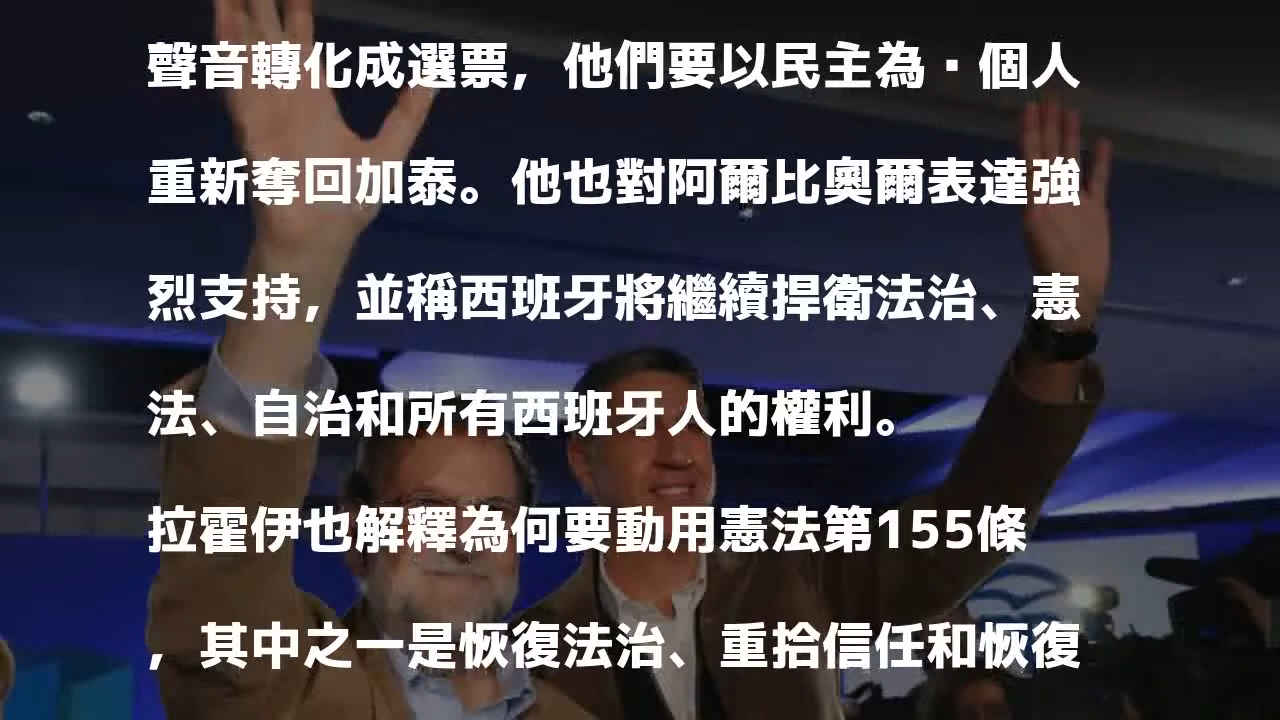 聲音轉化成選票，他們要以民主為·個人
重新奪回加泰。他也對阿爾比奧爾表達強
烈支持，並稱西班牙將繼續捍衛法治、憲
法、自治和所有西班牙人的權利。
拉霍伊也解釋為何要動用憲法第155條
，其中之一是恢復法治、重拾信任和恢復